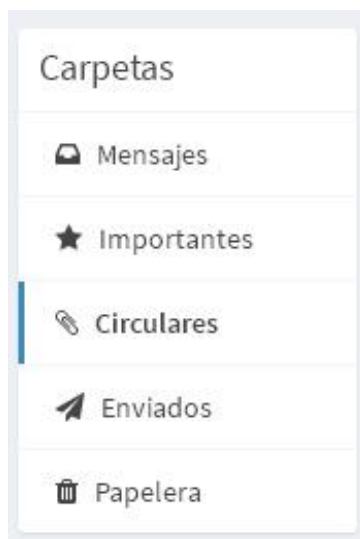 Carpetas
Mensajes
Importantes
Circulares
Enviados
Papelera